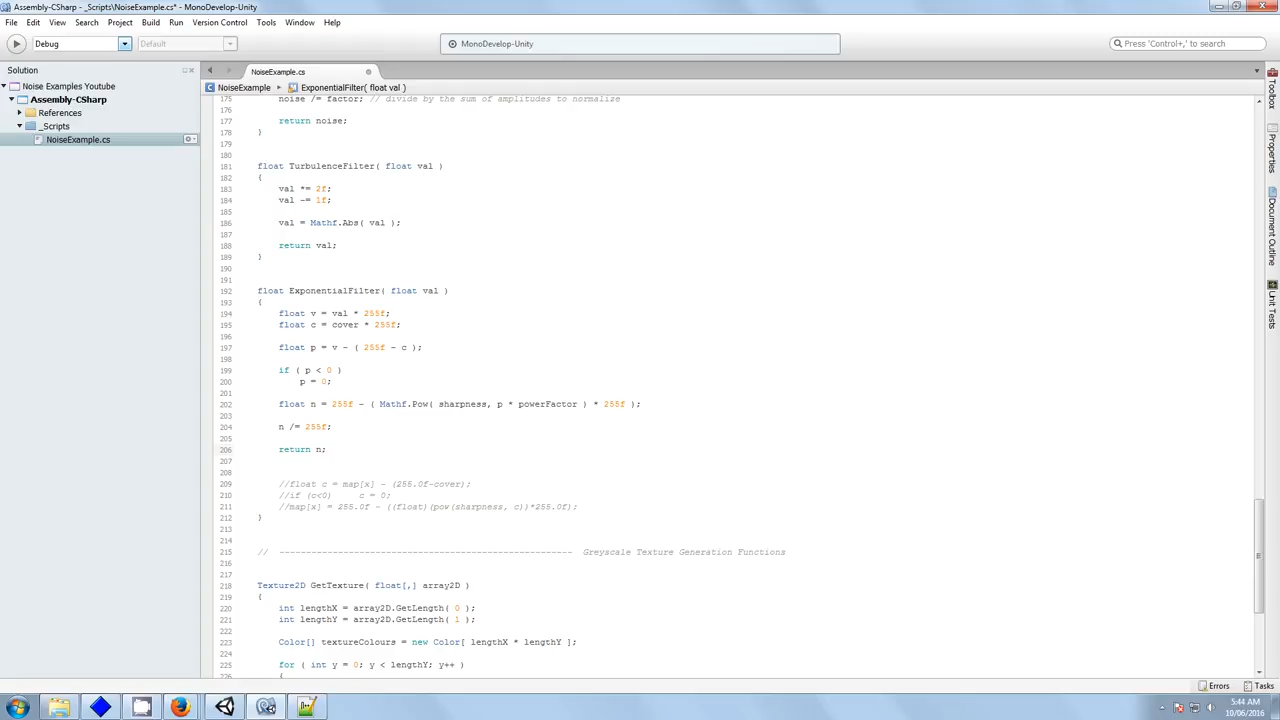 Assembly-CSharp - _Scripts\NoiseExample.cs* - MonoDevelop-Unity
File Edit View Search Project Build Run Version Control Tools Window Help
Debug Default MonoDevelop-Unity Press 'Control+,' to search
Solution NoiseExample.cs
Noise Examples Youtube
Assembly-CSharp
References
_Scripts
NoiseExample.cs
NoiseExample ExponentialFilter( float val )
175 noise /= factor; // divide by the sum of amplitudes to normalize
176
177 return noise;
178 }
179
180
181 float TurbulenceFilter( float val )
182 {
183 val *= 2f;
184 val -= 1f;
185
186 val = Mathf.Abs( val );
187
188 return val;
189 }
190
191
192 float ExponentialFilter( float val )
193 {
194 float v = val * 255f;
195 float c = cover * 255f;
196
197 float p = v - ( 255f - c );
198
199 if ( p < 0 )
200 p = 0;
201
202 float n = 255f - ( Mathf.Pow( sharpness, p * powerFactor ) * 255f );
203
204 n /= 255f;
205
206 return n;
207
208
209 //float c = map[x] - (255.0f-cover);
210 //if (c<0) c = 0;
211 //map[x] = 255.0f - ((float)(pow(sharpness, c))*255.0f);
212 }
213
214
215 // ------------------------------------------------------- Greyscale Texture Generation Functions
216
217
218 Texture2D GetTexture( float[,] array2D )
219 {
220 int lengthX = array2D.GetLength( 0 );
221 int lengthY = array2D.GetLength( 1 );
222
223 Color[] textureColours = new Color[ lengthX * lengthY ];
224
225 for ( int y = 0; y < lengthY; y++ )
226 {
Toolbox
Properties
Document Outline
Unit Tests
Errors Tasks
5:44 AM
10/06/2016